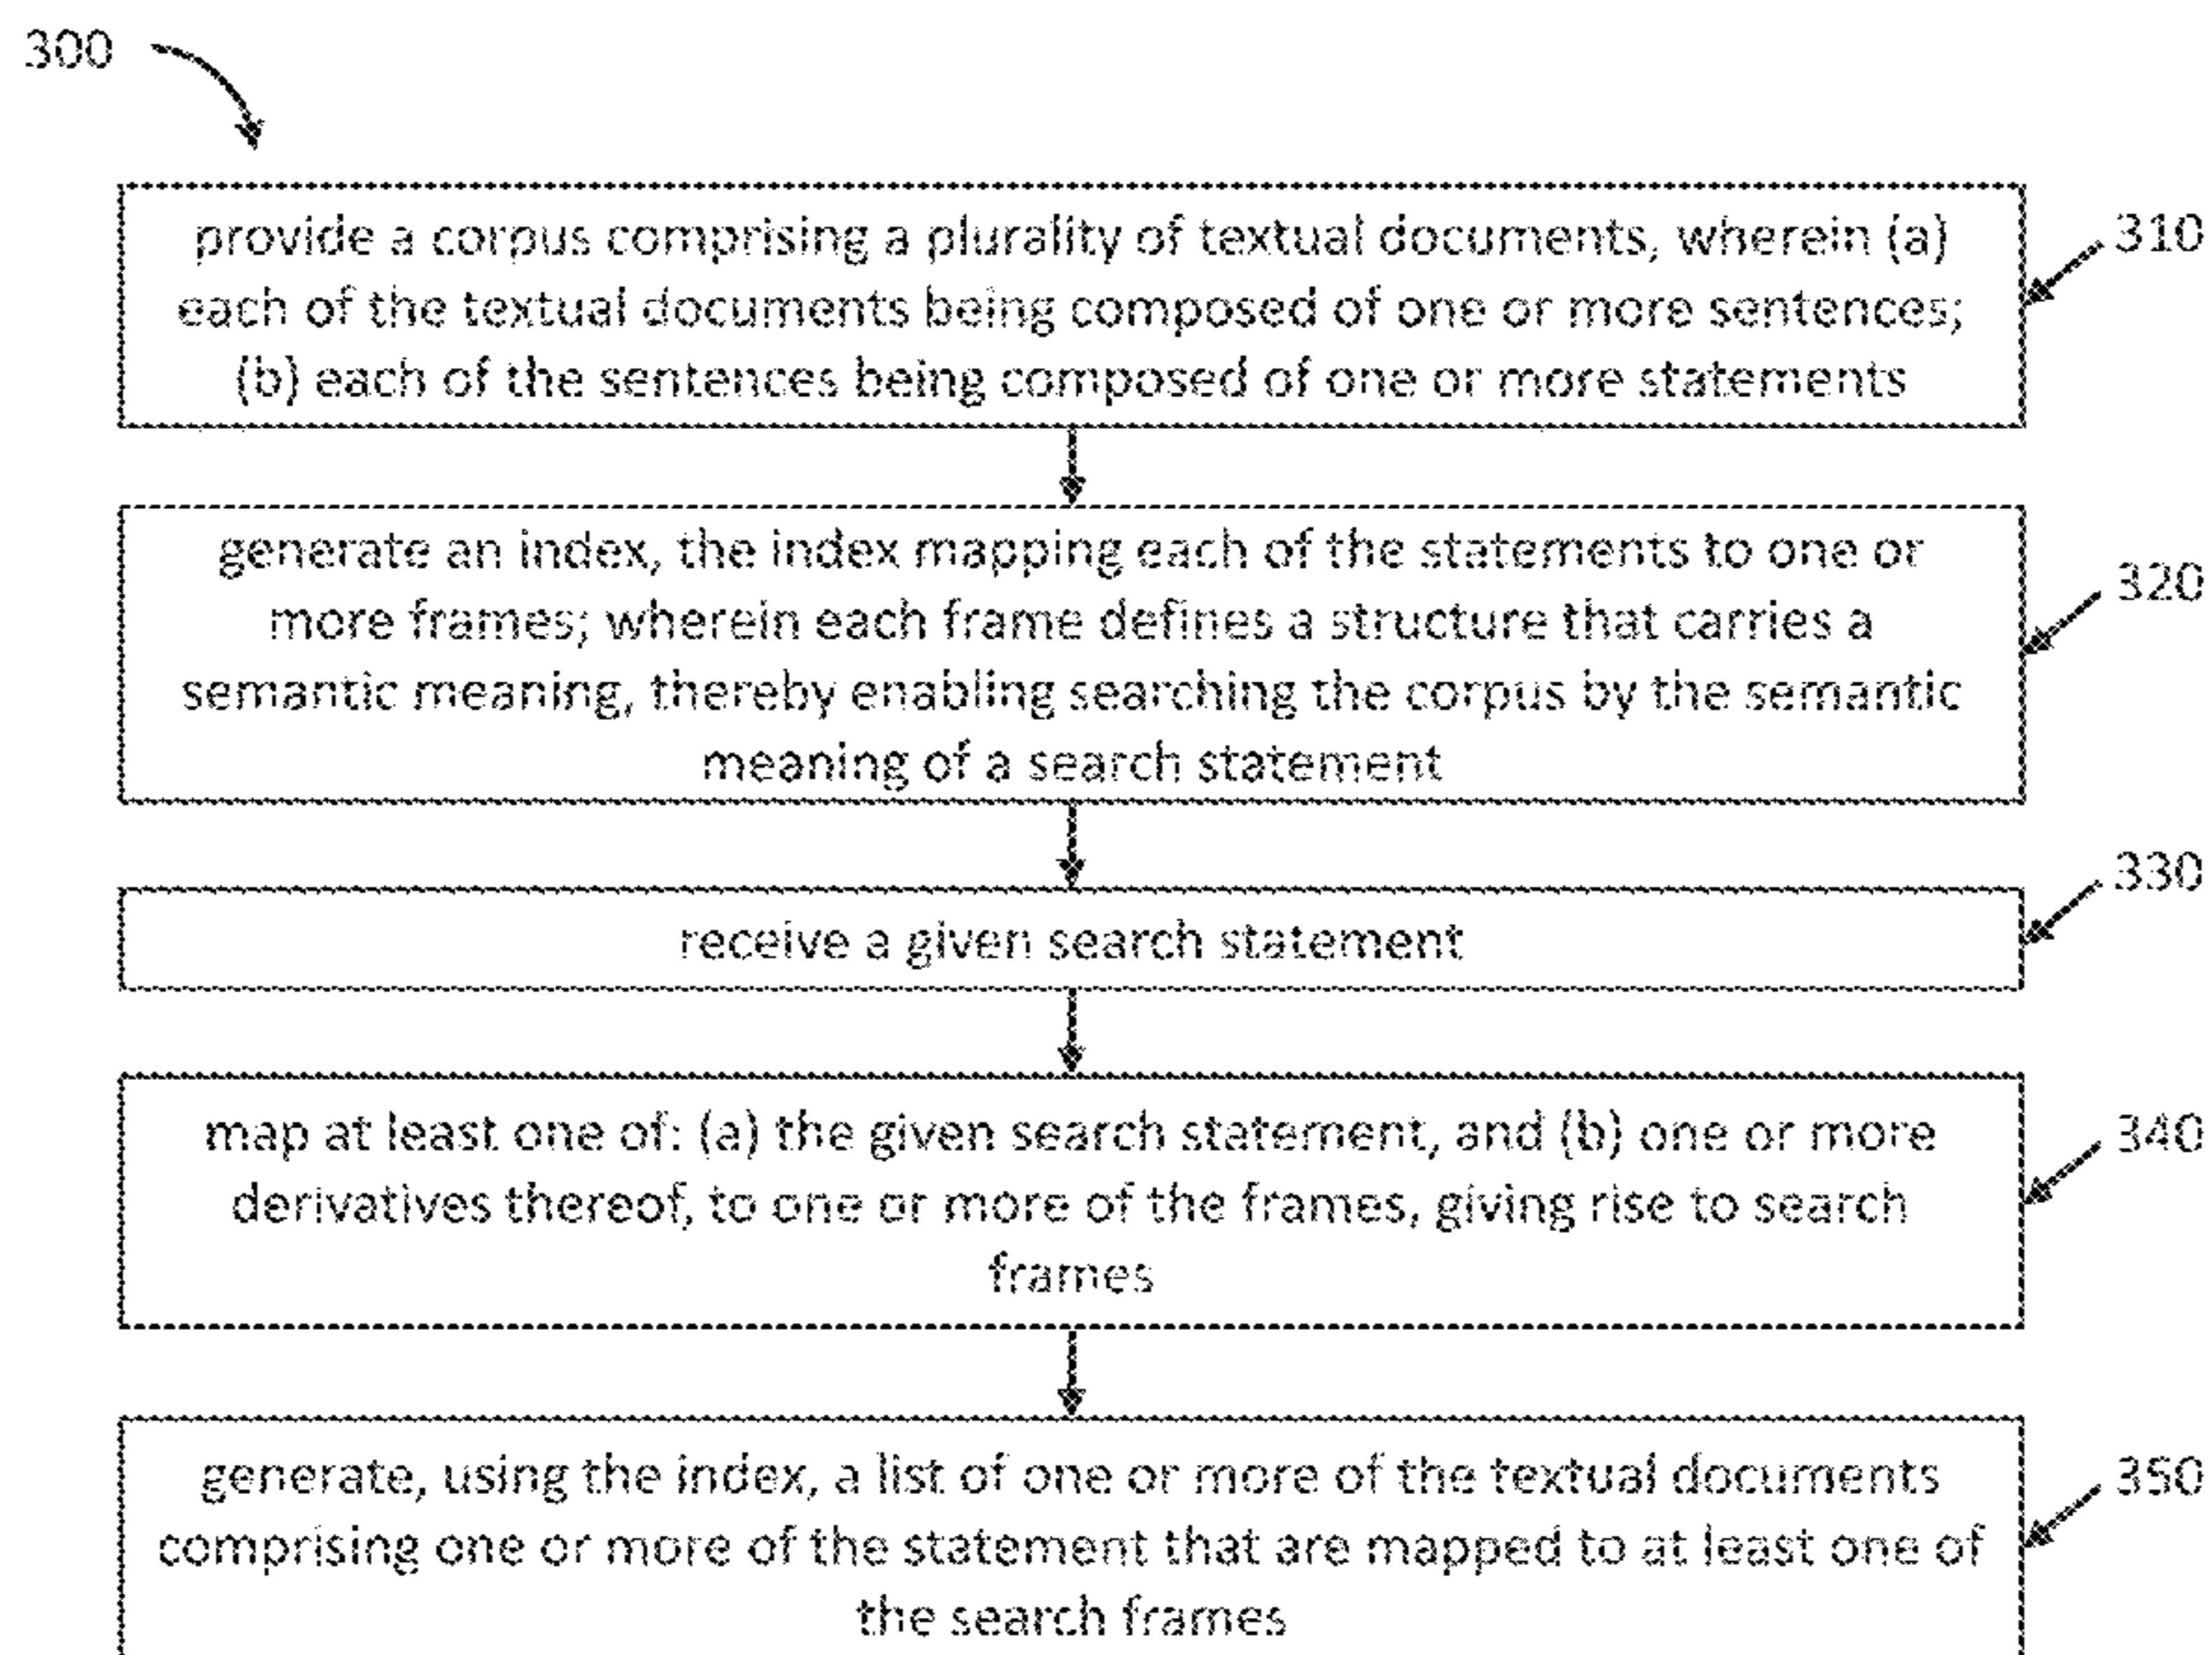 300
provide a corpus comprising a plurality of textual documents, wherein (a)
each of the textual documents being composed of one or more sentences;
(b) each of the sentences being composed of one or more statements
310
generate an index, the index mapping each of the statements to one or
more frames; wherein each frame defines a structure that carries a
semantic meaning, thereby enabling searching the corpus by the semantic
meaning of a search statement
320
receive a given search statement
330
map at least one of: (a) the given search statement, and (b) one or more
derivatives thereof, to one or more of the frames, giving rise to search
frames
340
generate, using the index, a list of one or more of the textual documents
comprising one or more of the statement that are mapped to at least one of
the search frames
350